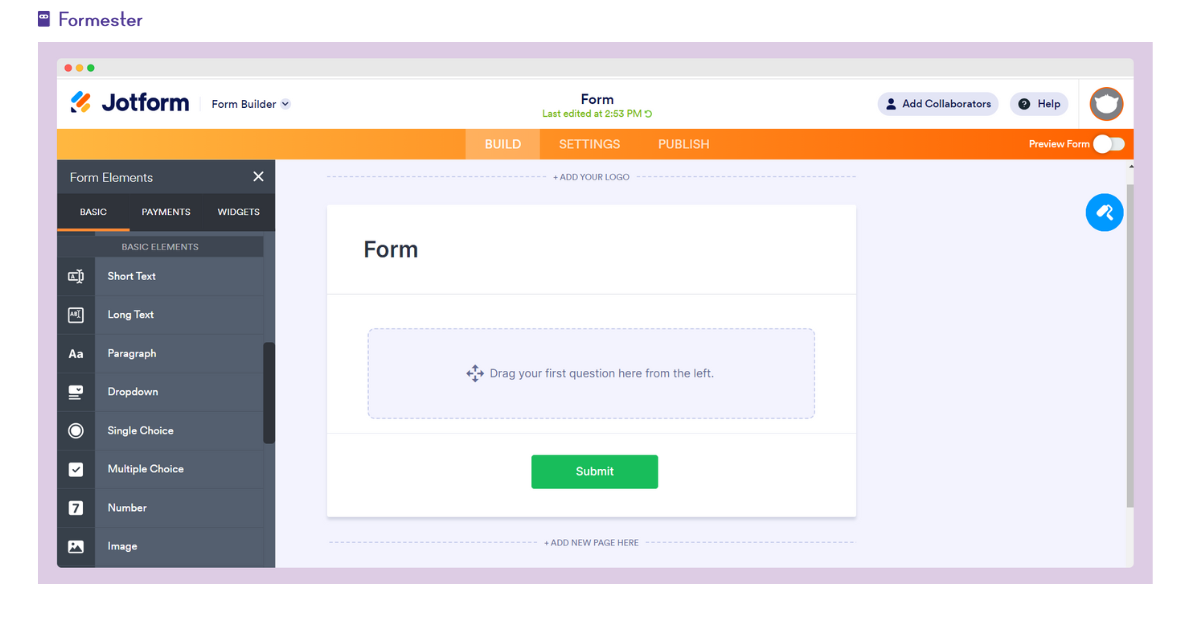 Formester
Jotform
Form Builder
Form
Last edited at 2:53 PM
Add Collaborators
Help
BUILD
SETTINGS
PUBLISH
Preview Form
Form Elements
BASIC
PAYMENTS
WIDGETS
BASIC ELEMENTS
Short Text
Long Text
Aa Paragraph
Dropdown
Single Choice
Multiple Choice
7 Number
Image
+ ADD YOUR LOGO
Form
Drag your first question here from the left.
Submit
+ ADD NEW PAGE HERE